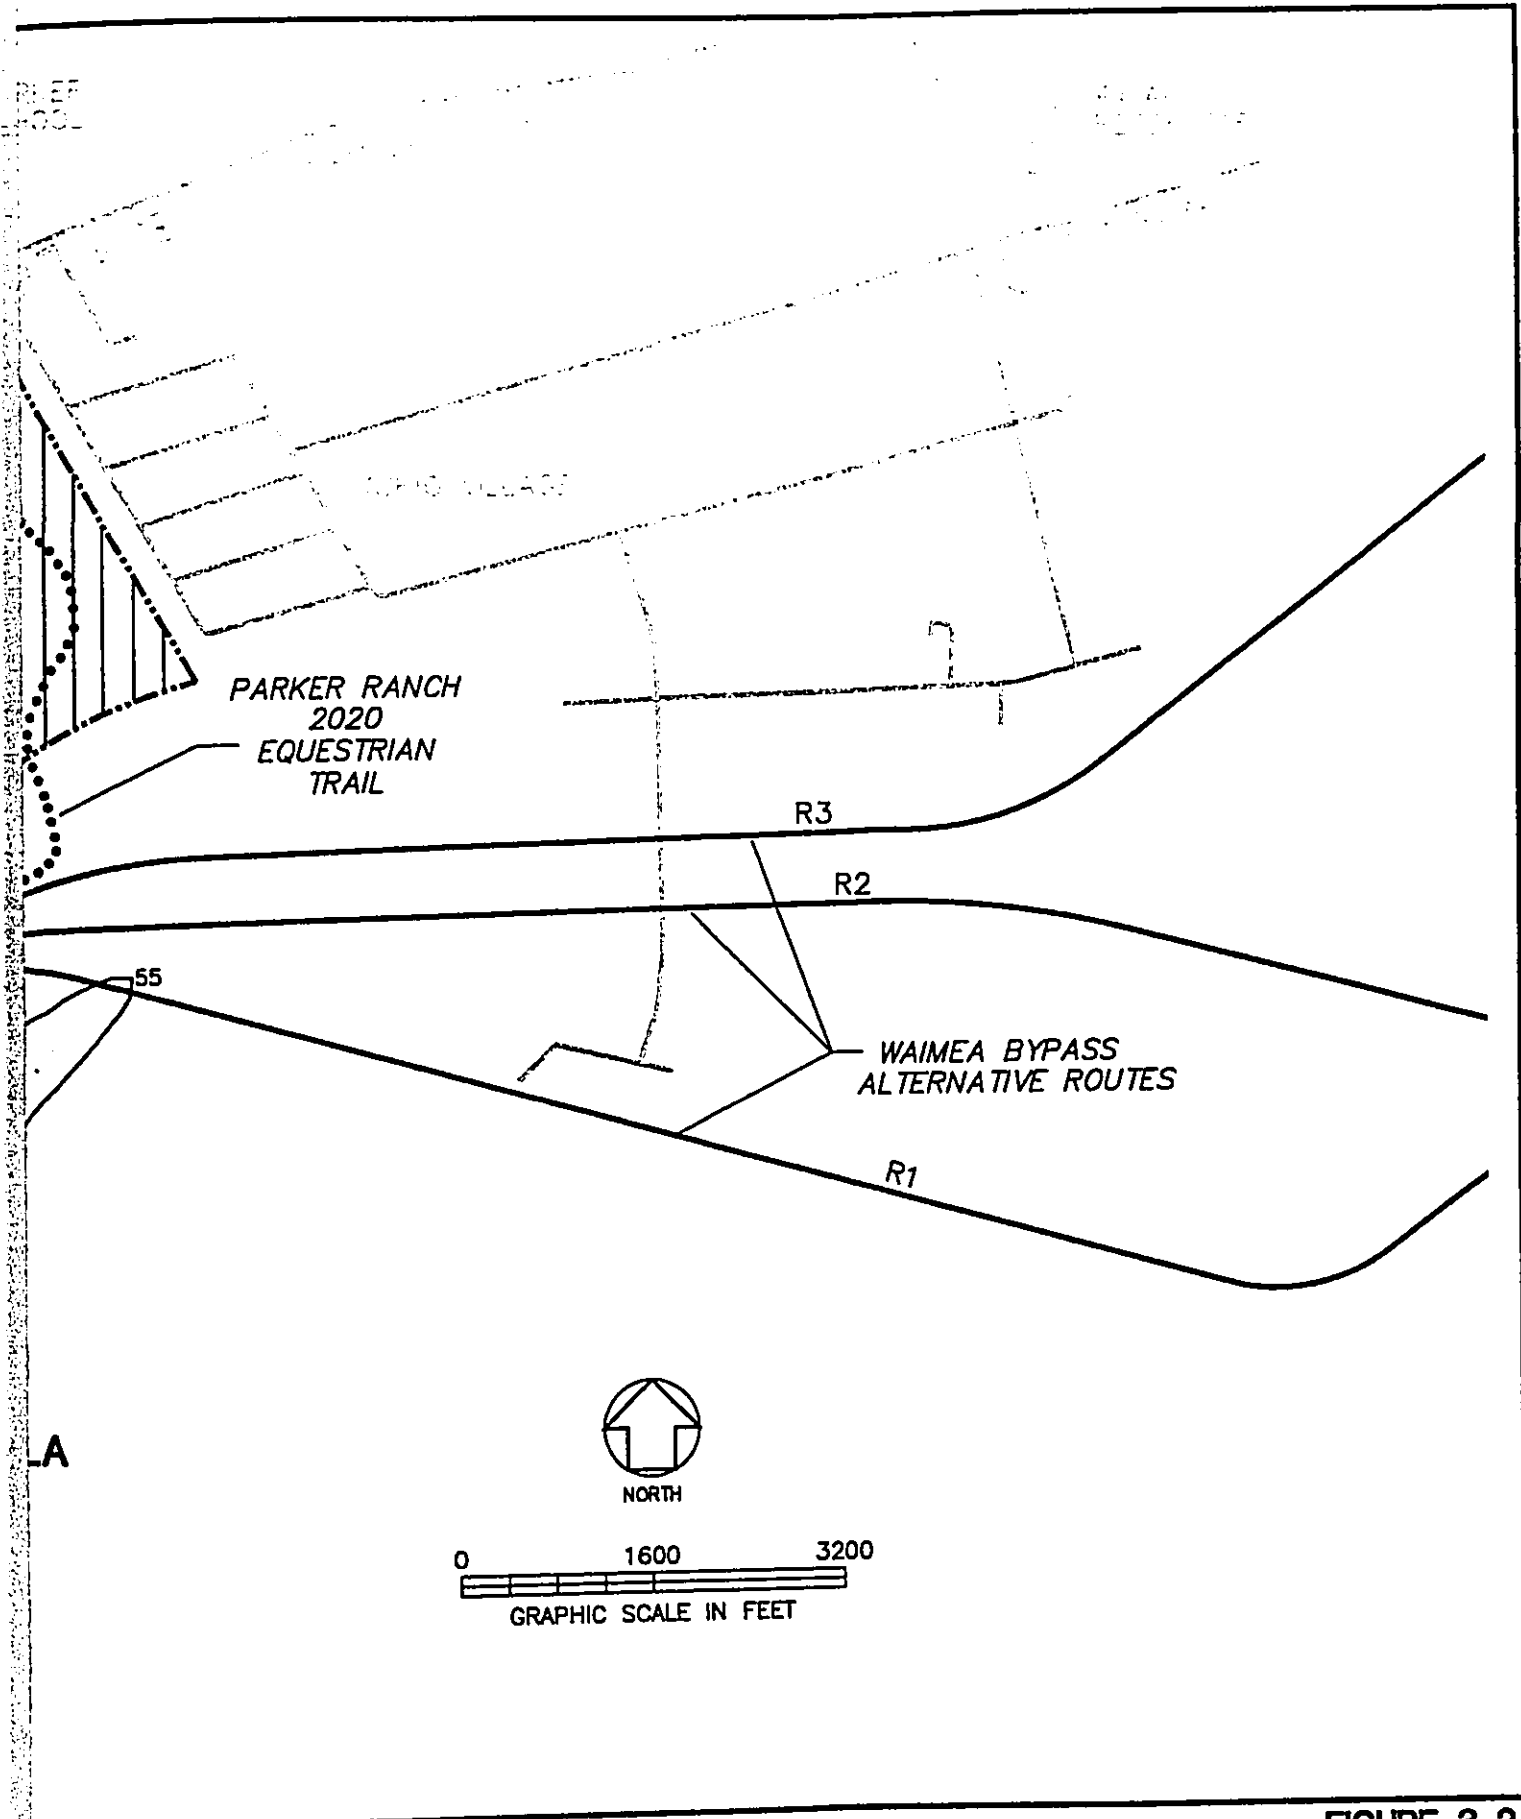 PARKER RANCH
2020
EQUESTRIAN
TRAIL
R3
R2
55
WAIMEA BYPASS
ALTERNATIVE ROUTES
R1
LA
NORTH
0 1600 3200
GRAPHIC SCALE IN FEET